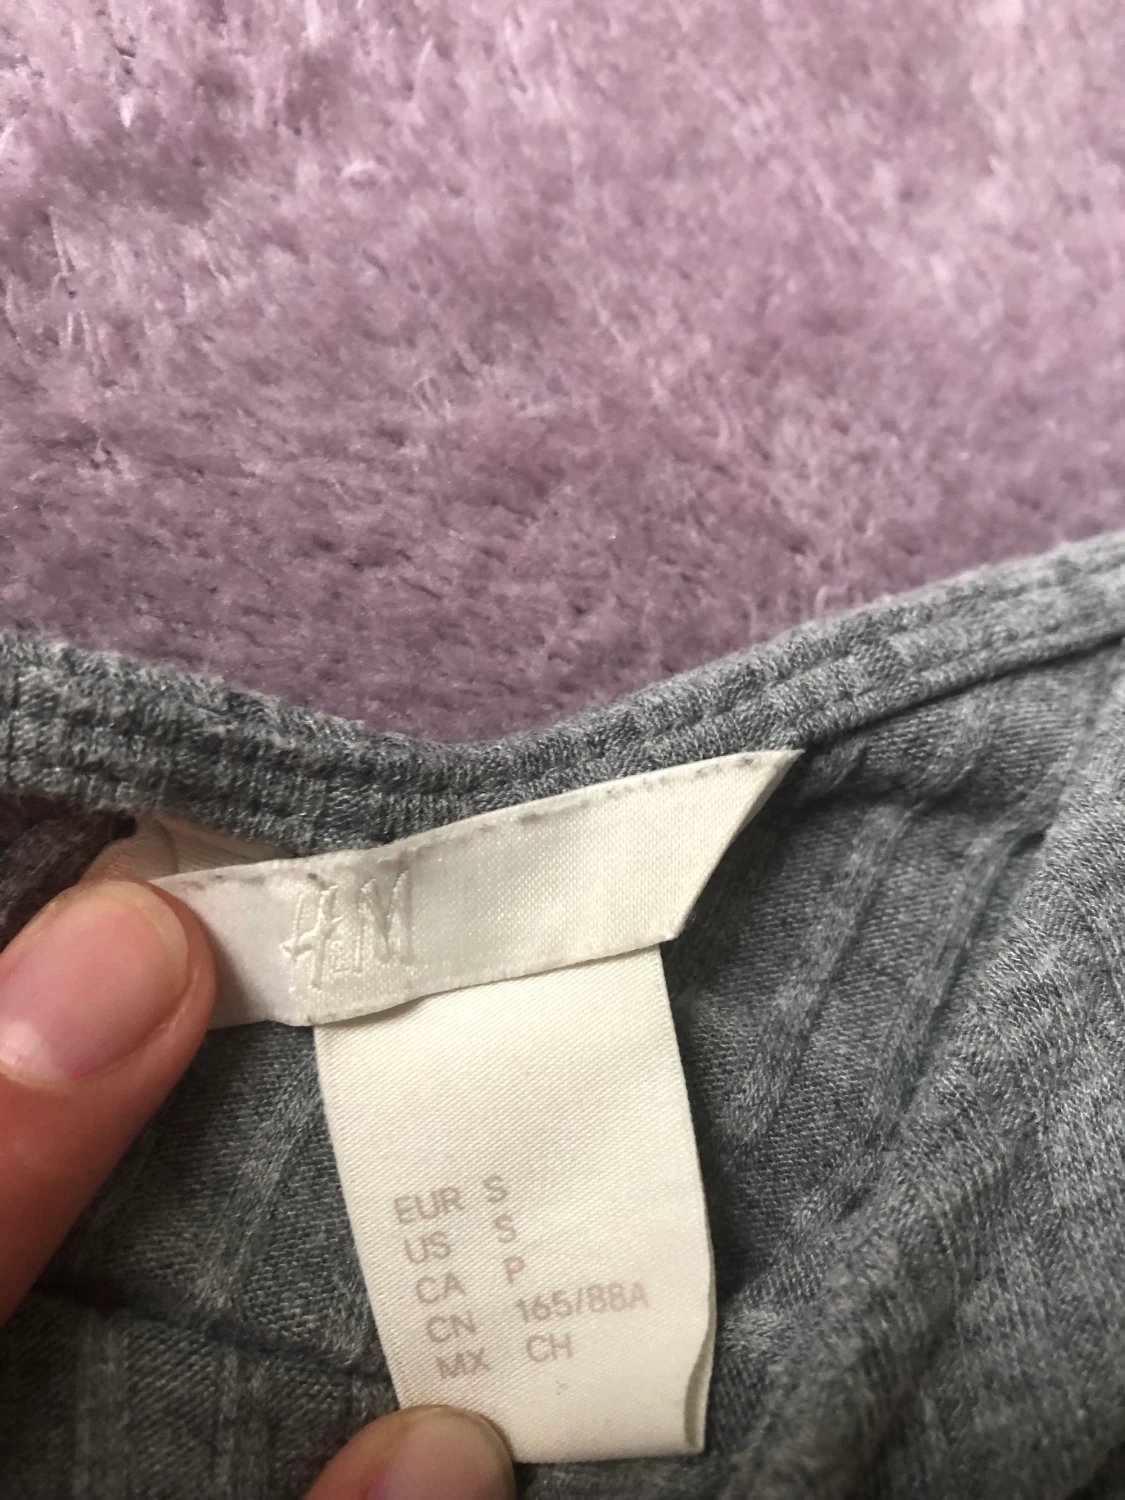 H&M
EUR S
US S
CA P
CN 165/88A
MX CH